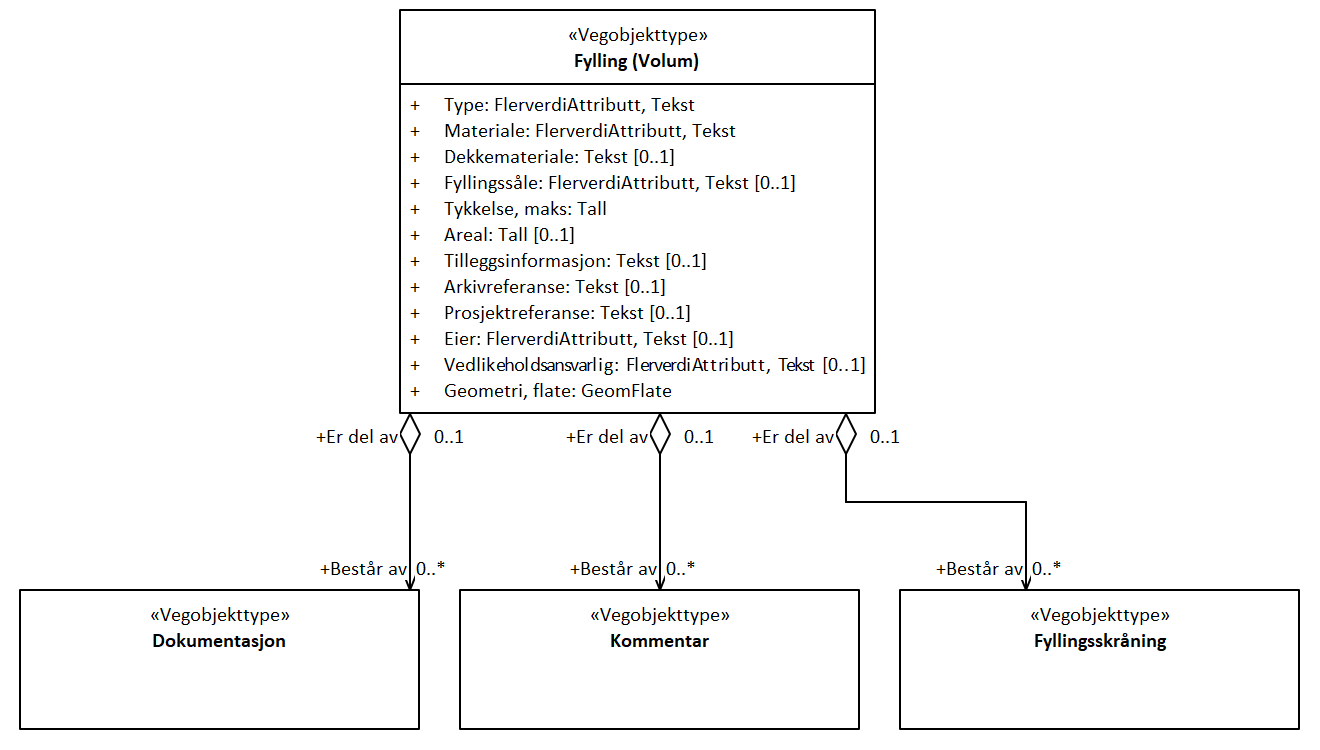 «Vegobjekttype»
Fylling (Volum)
+ Type: FlerverdiAttributt, Tekst
+ Materiale: FlerverdiAttributt, Tekst
+ Dekkemateriale: Tekst [0..1]
+ Fyllingssåle: FlerverdiAttributt, Tekst [0..1]
+ Tykkelse, maks: Tall
+ Areal: Tall [0..1]
+ Tilleggsinformasjon: Tekst [0..1]
+ Arkivreferanse: Tekst [0..1]
+ Prosjektreferanse: Tekst [0..1]
+ Eier: FlerverdiAttributt, Tekst [0..1]
+ Vedlikeholdsansvarlig: FlerverdiAttributt, Tekst [0..1]
+ Geometri, flate: GeomFlate
+Er del av 0..1 +Er del av 0..1 +Er del av 0..1
+Består av 0..* +Består av 0..* +Består av 0..*
«Vegobjekttype»
Dokumentasjon
«Vegobjekttype»
Kommentar
«Vegobjekttype»
Fyllingsskråning